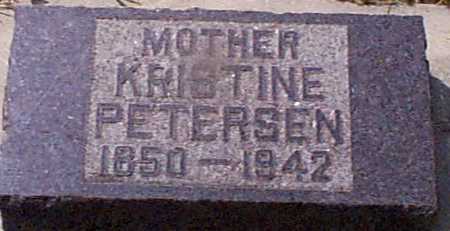 MOTHER
KRISTINE
PETERSEN
1850 — 1942